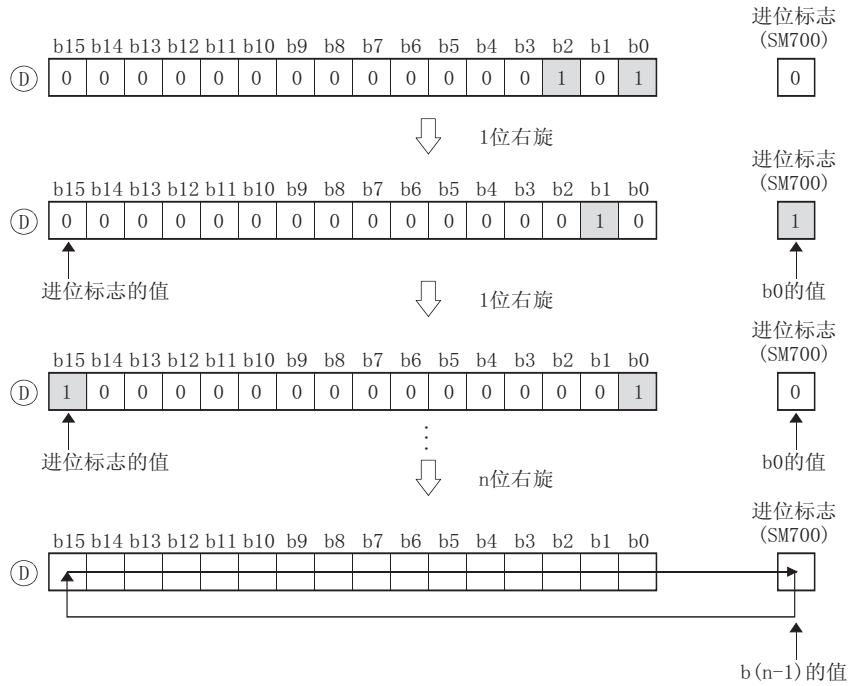 进位标志
(SM700)
b15 b14 b13 b12 b11 b10 b9 b8 b7 b6 b5 b4 b3 b2 b1 b0
D 0 0 0 0 0 0 0 0 0 0 0 0 0 1 0 1 0
1位右旋
进位标志
(SM700)
b15 b14 b13 b12 b11 b10 b9 b8 b7 b6 b5 b4 b3 b2 b1 b0
D 0 0 0 0 0 0 0 0 0 0 0 0 0 0 1 0 1
进位标志的值 b0的值
1位右旋
进位标志
(SM700)
b15 b14 b13 b12 b11 b10 b9 b8 b7 b6 b5 b4 b3 b2 b1 b0
D 1 0 0 0 0 0 0 0 0 0 0 0 0 0 0 1 0
进位标志的值 b0的值
n位右旋
进位标志
(SM700)
b15 b14 b13 b12 b11 b10 b9 b8 b7 b6 b5 b4 b3 b2 b1 b0
D
b(n-1)的值